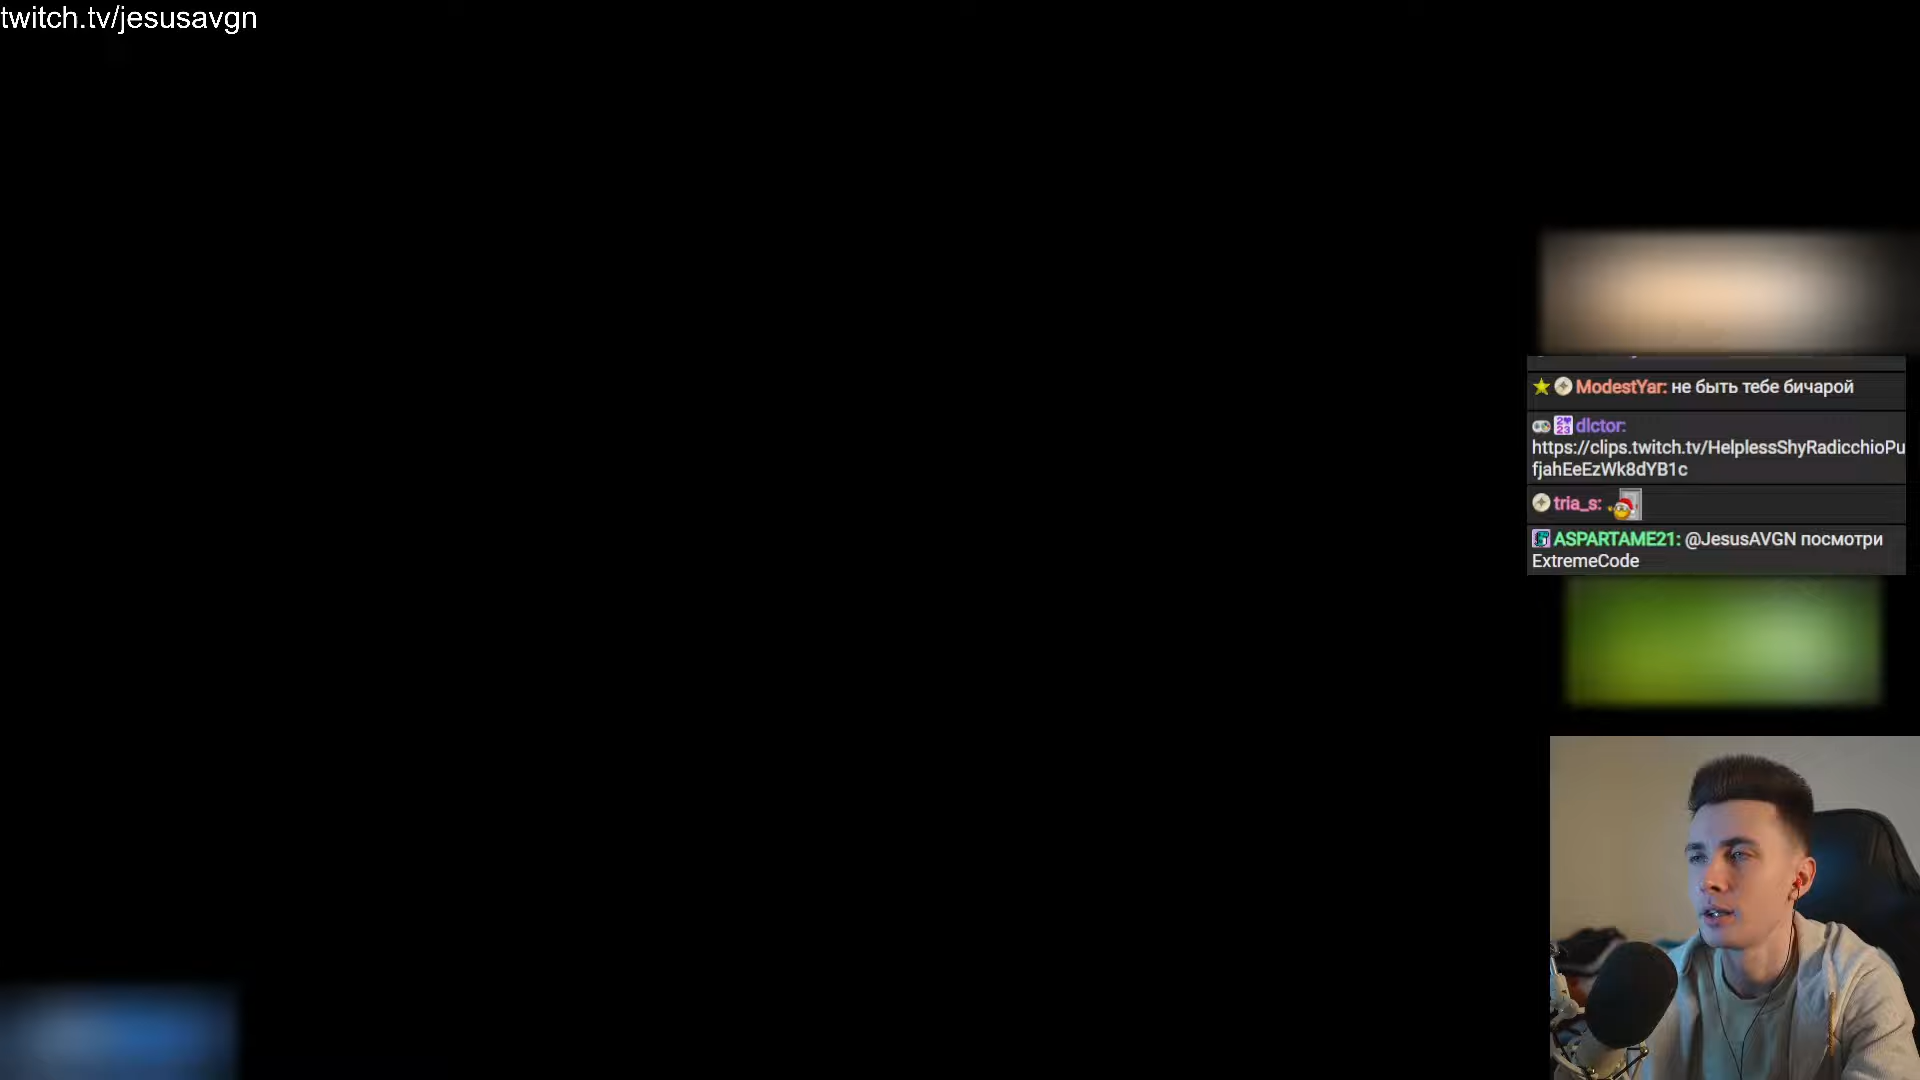 twitch.tv/jesusavgn
ModestYar: не быть тебе бичарой
dlctor:
https://clips.twitch.tv/HelplessShyRadicchioPu
fjahEeEzWk8dYB1c
tria_s:
ASPARTAME21: @JesusAVGN посмотри
ExtremeCode